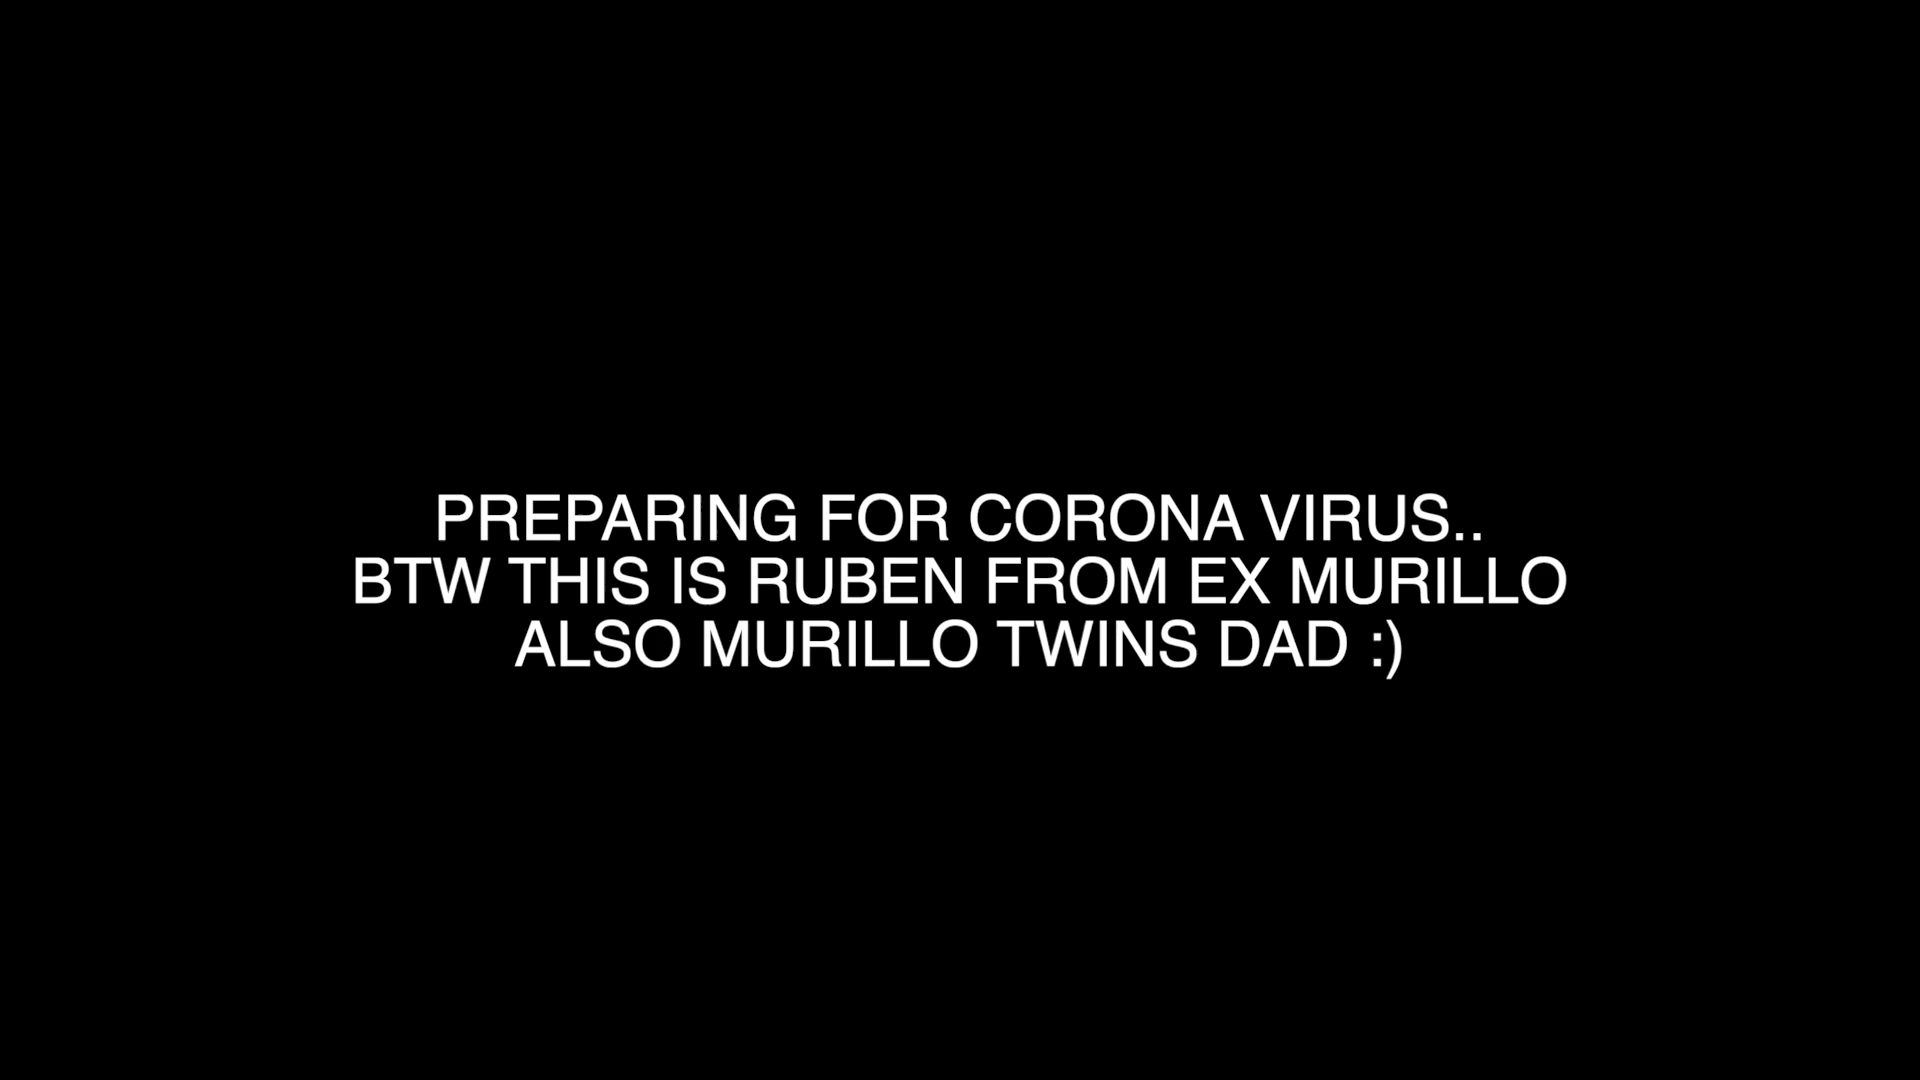 PREPARING FOR CORONA VIRUS..
BTW THIS IS RUBEN FROM EX MURILLO
ALSO MURILLO TWINS DAD :)